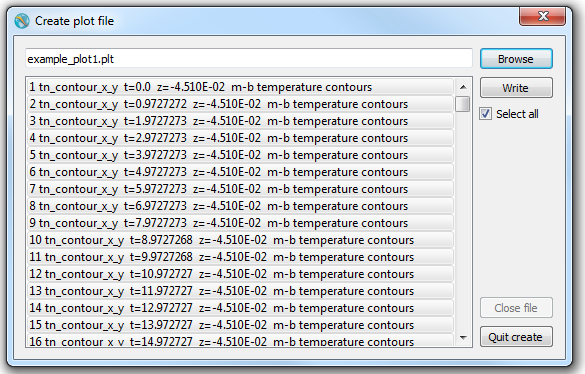 Create plot file
example_plot1.plt
Browse
Write
Select all
1 tn_contour_x_y t=0.0 z=-4.510E-02 m-b temperature contours
2 tn_contour_x_y t=0.9727272 z=-4.510E-02 m-b temperature contours
3 tn_contour_x_y t=1.9727273 z=-4.510E-02 m-b temperature contours
4 tn_contour_x_y t=2.9727273 z=-4.510E-02 m-b temperature contours
5 tn_contour_x_y t=3.9727273 z=-4.510E-02 m-b temperature contours
6 tn_contour_x_y t=4.9727273 z=-4.510E-02 m-b temperature contours
7 tn_contour_x_y t=5.9727273 z=-4.510E-02 m-b temperature contours
8 tn_contour_x_y t=6.9727273 z=-4.510E-02 m-b temperature contours
9 tn_contour_x_y t=7.9727273 z=-4.510E-02 m-b temperature contours
10 tn_contour_x_y t=8.9727268 z=-4.510E-02 m-b temperature contours
11 tn_contour_x_y t=9.9727268 z=-4.510E-02 m-b temperature contours
12 tn_contour_x_y t=10.972727 z=-4.510E-02 m-b temperature contours
13 tn_contour_x_y t=11.972727 z=-4.510E-02 m-b temperature contours
14 tn_contour_x_y t=12.972727 z=-4.510E-02 m-b temperature contours
15 tn_contour_x_y t=13.972727 z=-4.510E-02 m-b temperature contours
16 tn_contour_x_y t=14.972727 z=-4.510E-02 m-b temperature contours
Close file
Quit create